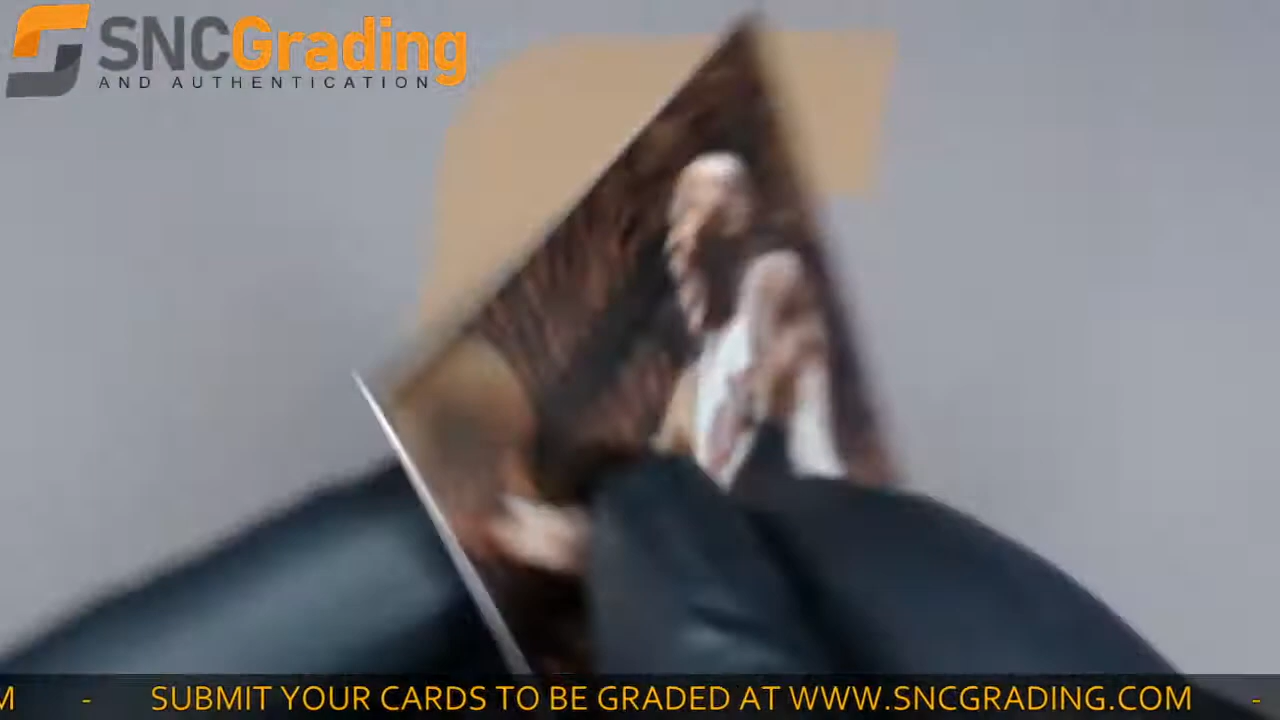 SNCGrading
AND AUTHENTICATION
M - SUBMIT YOUR CARDS TO BE GRADED AT WWW.SNCGRADING.COM -